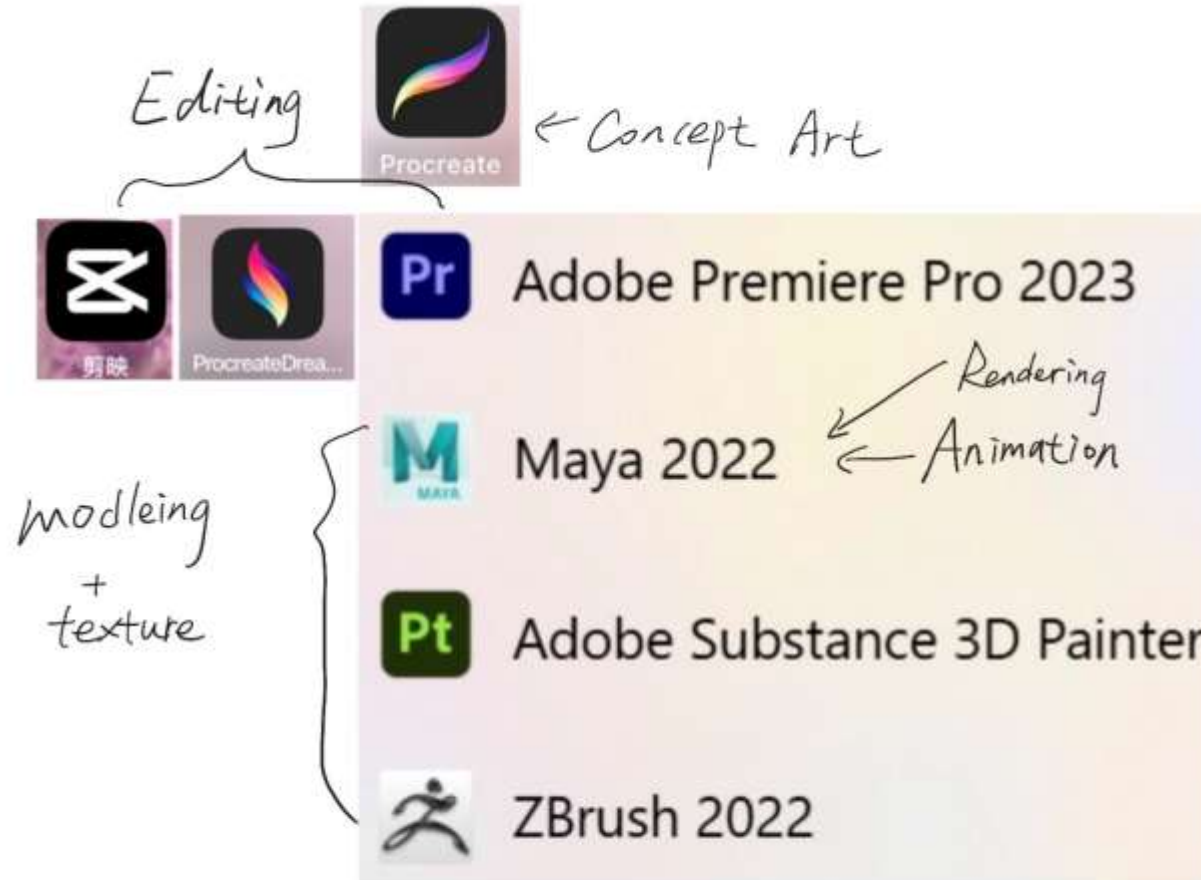 Editing
Procreate
← Concept Art
剪映
ProcreateDrea...
Pr
Adobe Premiere Pro 2023
Rendering
M
MAYA
Maya 2022
← Animation
modleing
+
texture
Pt
Adobe Substance 3D Painter
ZBrush 2022